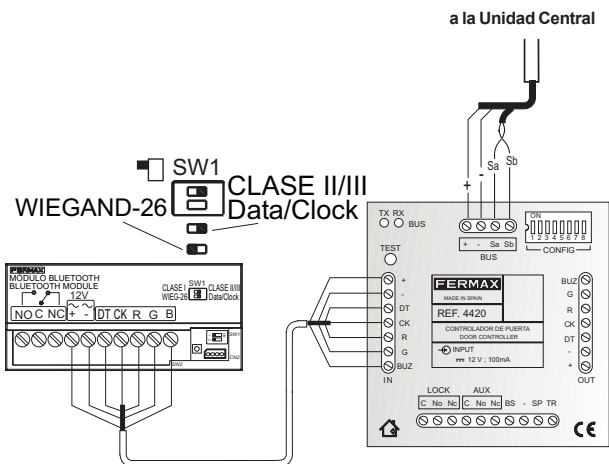 a la Unidad Central
+ - Sa Sb
SW1
WIEGAND-26
CLASE II/III
Data/Clock
FERMAX
MÓDULO BLUETOOTH
BLUETOOTH MODULE
12V
NO C NC + - DT CK R G B
CLASE I SW1 CLASE II/III
WIEG-26 Data/Clock
SW1
CN2
SW2
TX RX
BUS
TEST
+ - Sa Sb
BUS
ON
1 2 3 4 5 6 7 8
CONFIG
+
-
DT
CK
R
G
BUZ
IN
FERMAX
MADE IN SPAIN
REF. 4420
CONTROLADOR DE PUERTA
DOOR CONTROLLER
INPUT
12 V ; 100mA
BUZ
G
R
CK
DT
-
+
OUT
LOCK AUX
C No Nc C No Nc BS - SP TR
CE